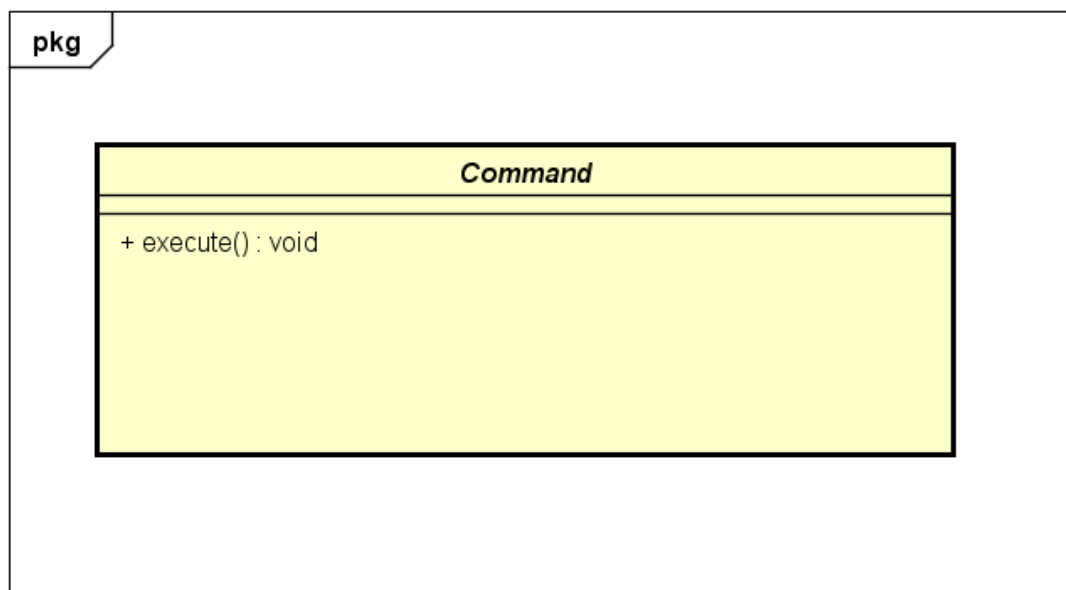 pkg
Command
+ execute() : void